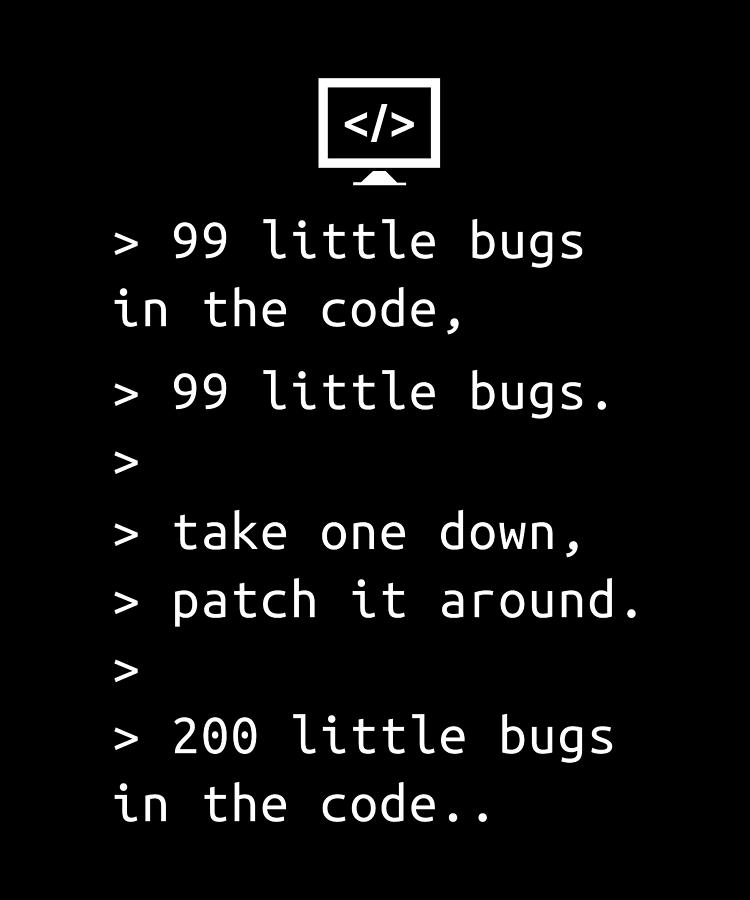 </>
> 99 little bugs
in the code,
> 99 little bugs.
>
> take one down,
> patch it around.
>
> 200 little bugs
in the code..